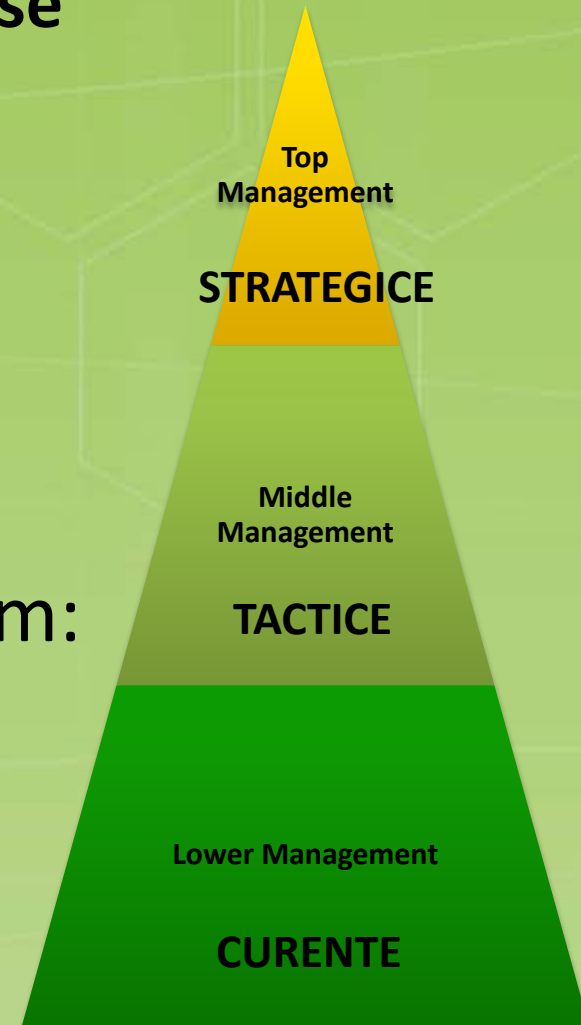 se
Top
Management
STRATEGICE
Middle
Management
m:
TACTICE
Lower Management
CURENTE